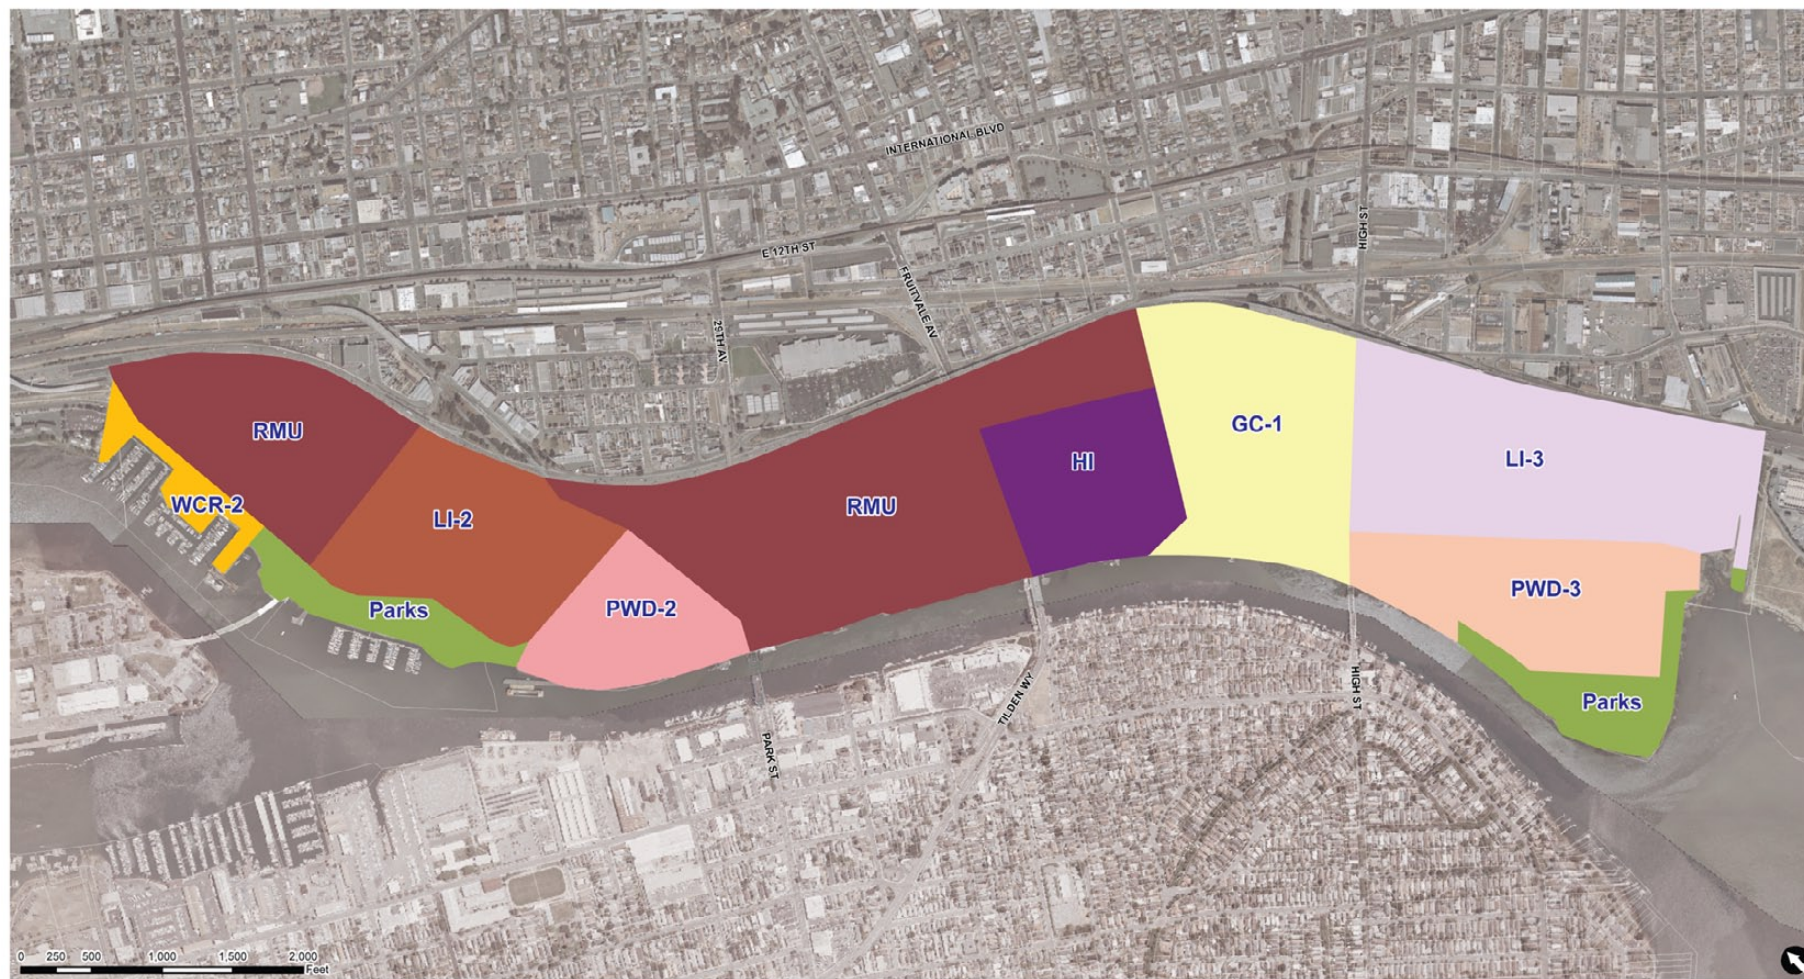 INTERNATIONAL BLVD
HIGH ST
E 12TH ST
FRUITVALE AV
29TH AV
RMU
GC-1
LI-3
HI
WCR-2
LI-2
RMU
PWD-3
Parks
PWD-2
TILDEN WY
HIGH ST
Parks
PARK ST
0 250 500 1,000 1,500 2,000
Feet